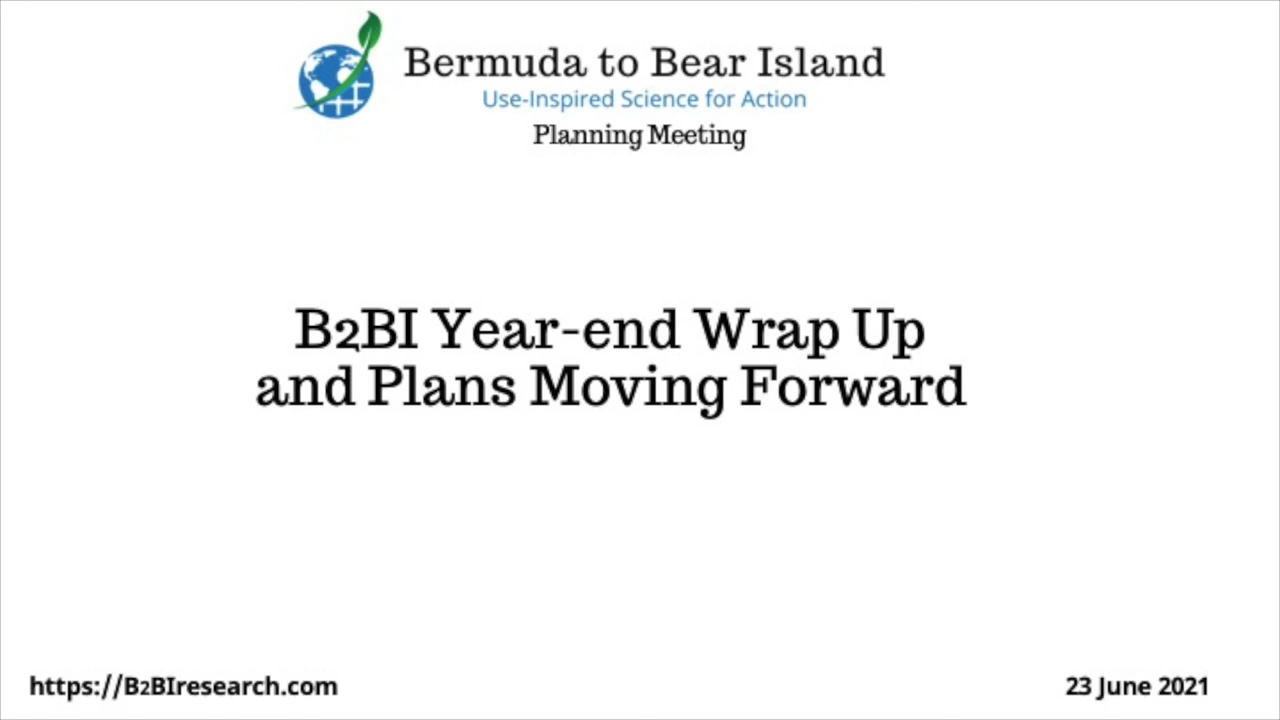 Bermuda to Bear Island
Use-Inspired Science for Action
Planning Meeting
B2BI Year-end Wrap Up
and Plans Moving Forward
https://B2BIresearch.com
23 June 2021